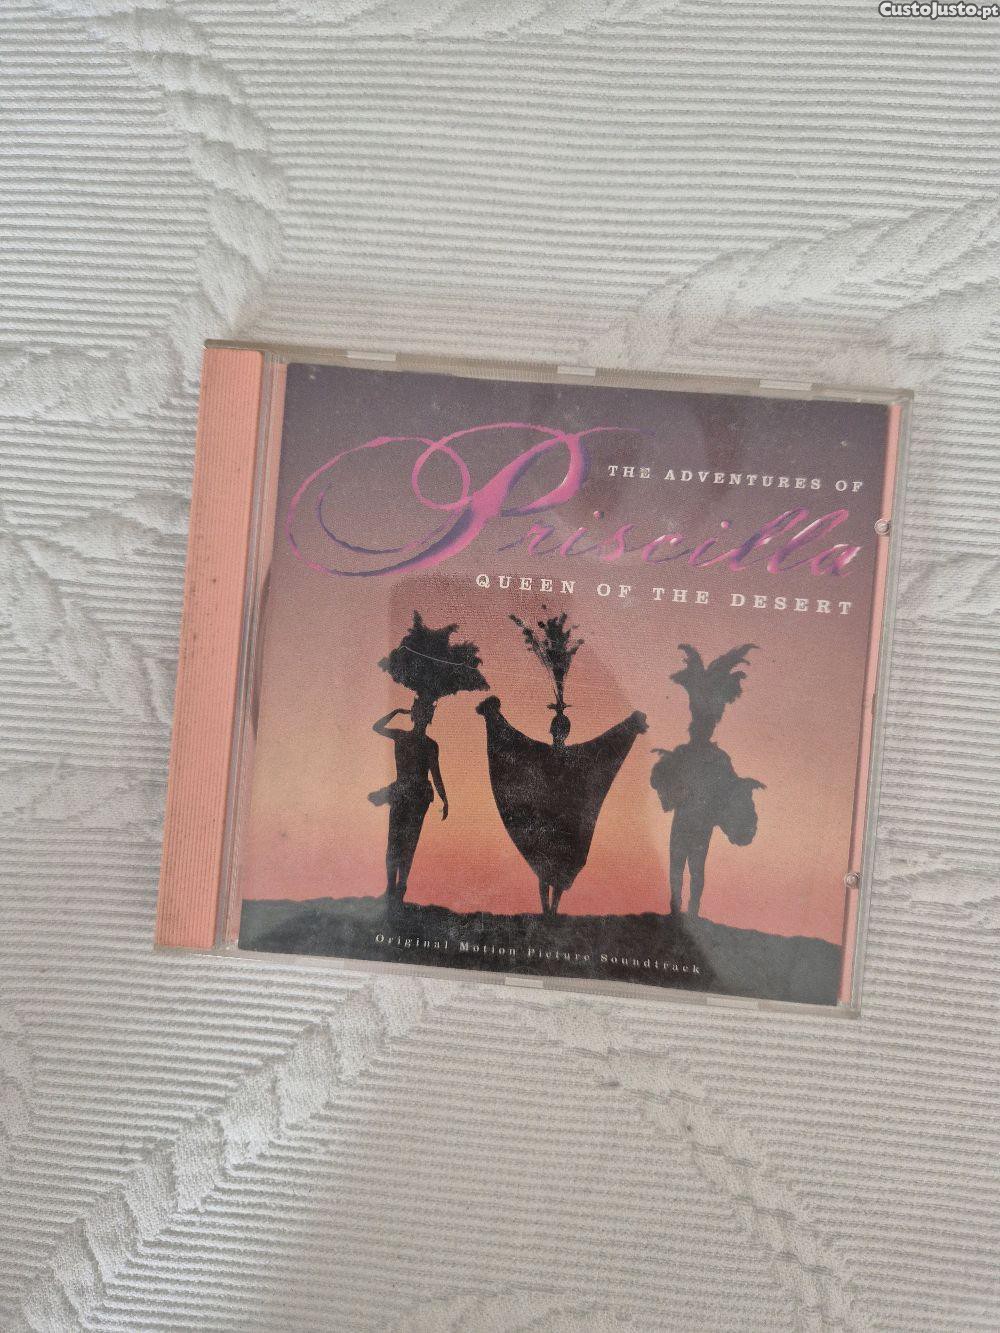 CustoJusto.pt
THE ADVENTURES OF
Priscilla
QUEEN OF THE DESERT
Original Motion Picture Soundtrack